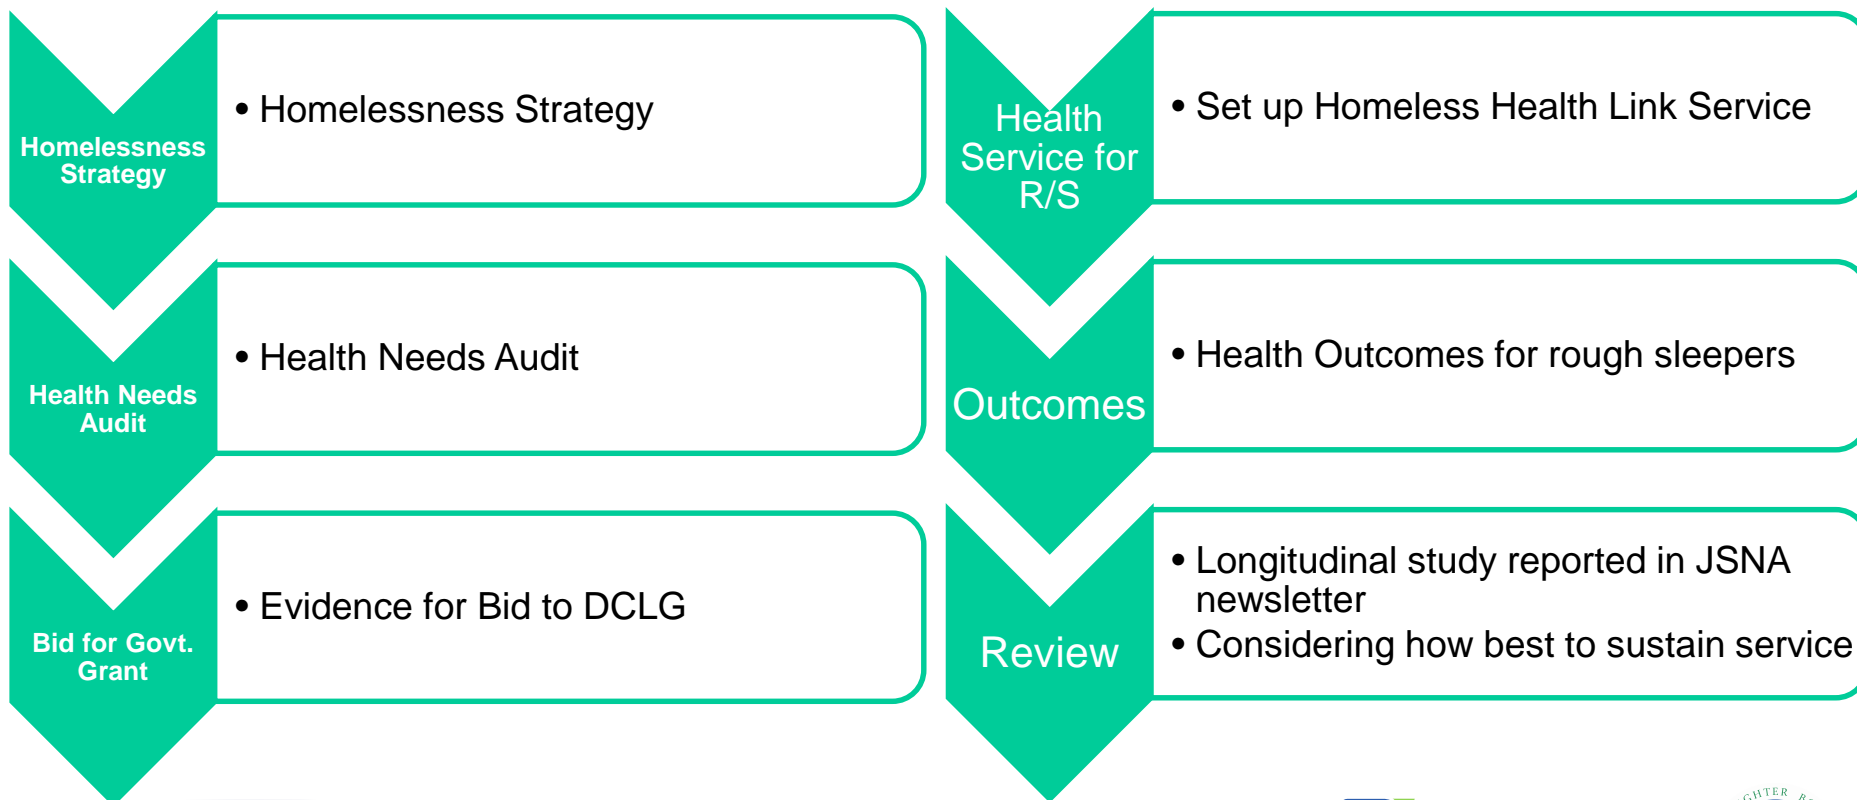 Homelessness
Strategy
• Homelessness Strategy
Health Needs
Audit
• Health Needs Audit
Bid for Govt.
Grant
• Evidence for Bid to DCLG
Health
Service for
R/S
• Set up Homeless Health Link Service
Outcomes
• Health Outcomes for rough sleepers
Review
• Longitudinal study reported in JSNA
newsletter
• Considering how best to sustain service